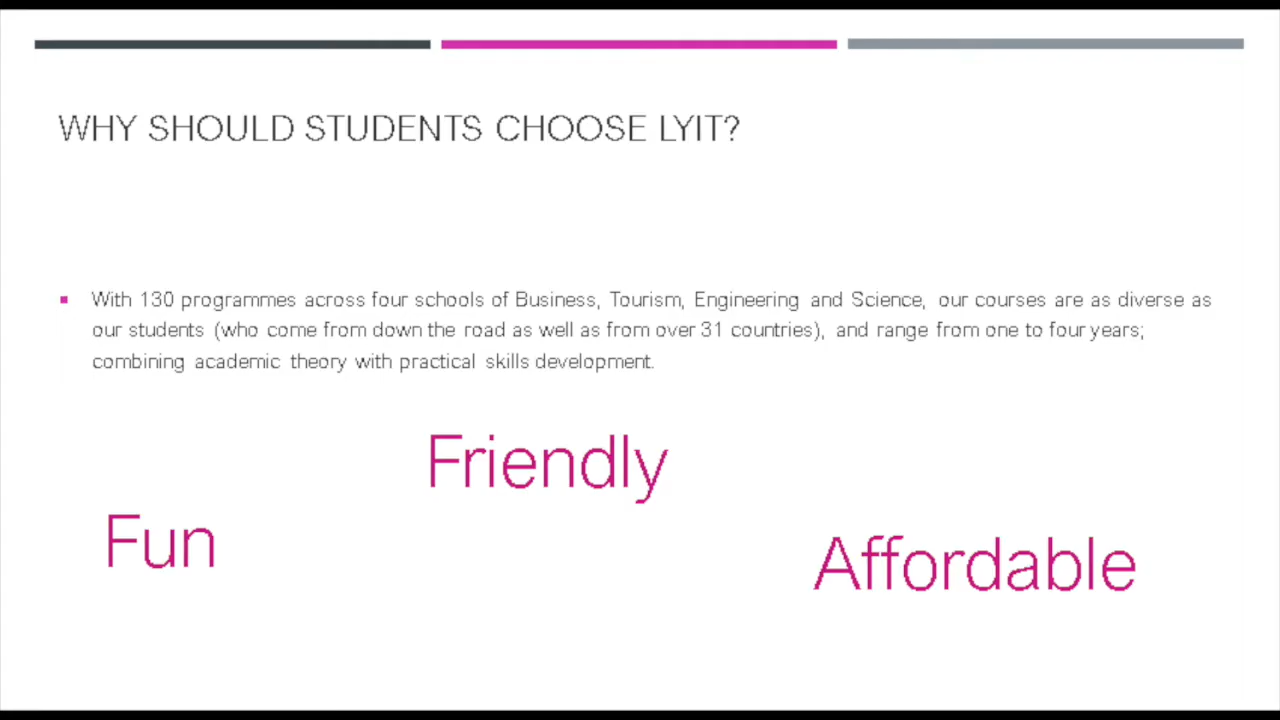 WHY SHOULD STUDENTS CHOOSE LYIT?
With 130 programmes across four schools of Business, Tourism, Engineering and Science, our courses are as diverse as
our students (who come from down the road as well as from over 31 countries), and range from one to four years;
combining academic theory with practical skills development.
Friendly
Fun
Affordable